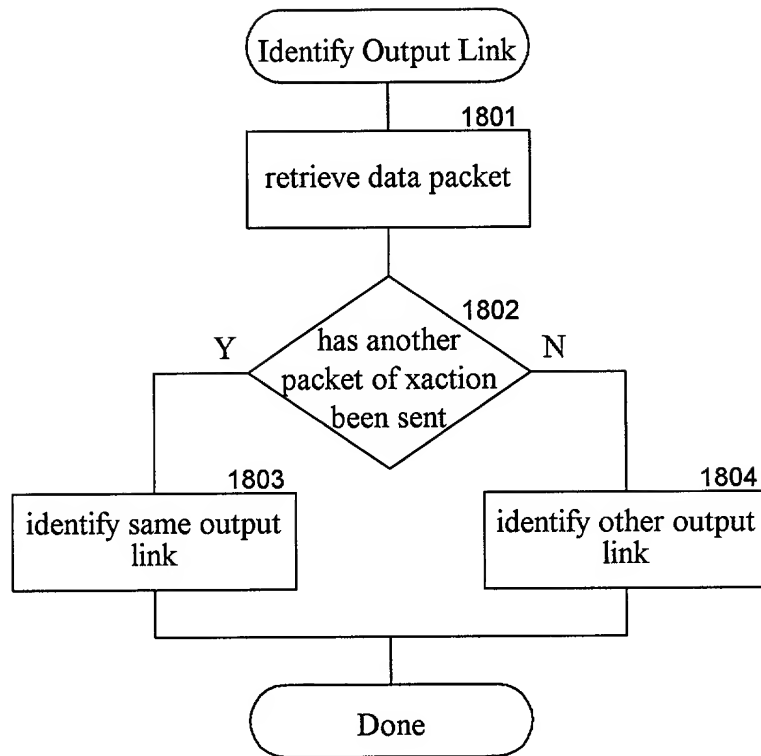 Identify Output Link
1801
retrieve data packet
1802
has another
packet of xaction
been sent
Y
N
1803
identify same output
link
1804
identify other output
link
Done